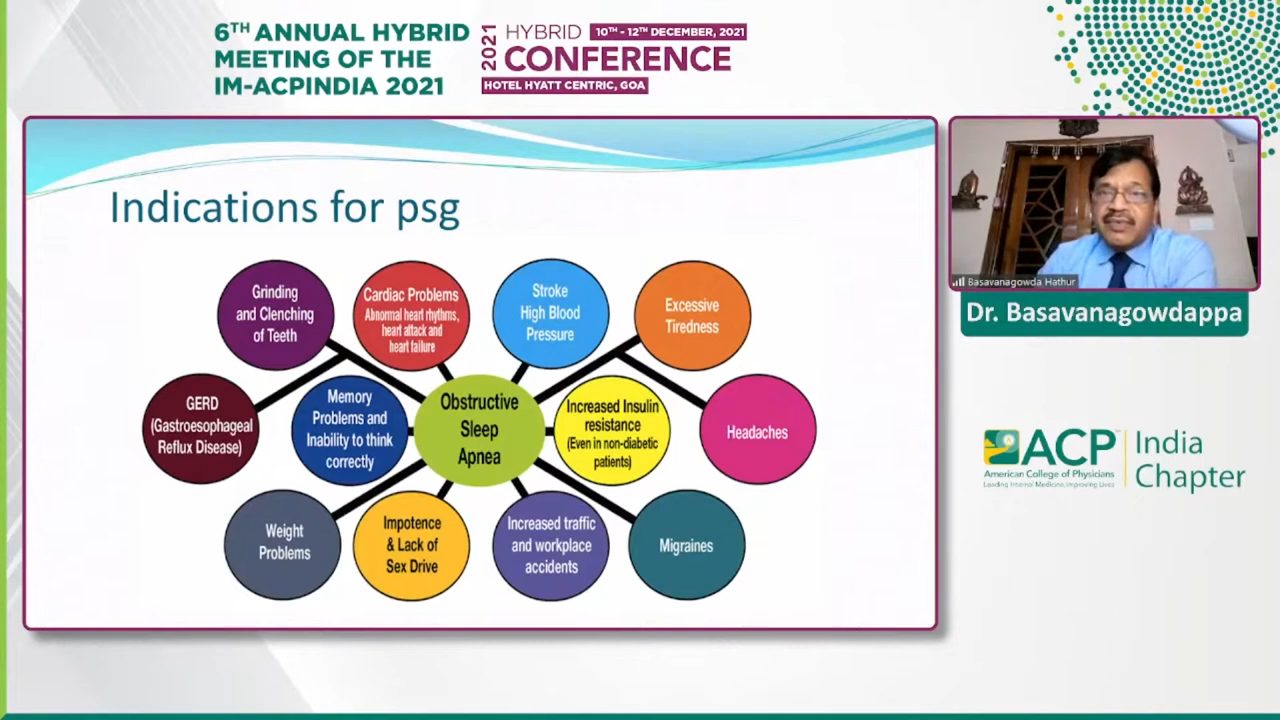 6TH ANNUAL HYBRID
MEETING OF THE
IM-ACPINDIA 2021
2021
HYBRID
10TH - 12TH DECEMBER, 2021
CONFERENCE
HOTEL HYATT CENTRIC, GOA
Indications for psg
Grinding
and Clenching
of Teeth
Cardiac Problems
Abnormal heart rhythms,
heart attack and
heart failure
Stroke
High Blood
Pressure
Excessive
Tiredness
GERD
(Gastroesophageal
Reflux Disease)
Memory
Problems and
Inability to think
correctly
Obstructive
Sleep
Apnea
Increased Insulin
resistance
(Even in non-diabetic
patients)
Headaches
Weight
Problems
Impotence
& Lack of
Sex Drive
Increased traffic
and workplace
accidents
Migraines
Basavanagowda Hathur
Dr. Basavanagowdappa
ACP
American College of Physicians
Leading Internal Medicine, Improving Lives
India
Chapter